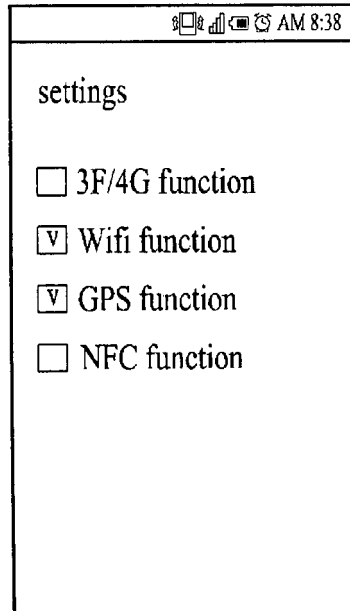 AM 8:38
settings
3F/4G function
V Wifi function
V GPS function
NFC function